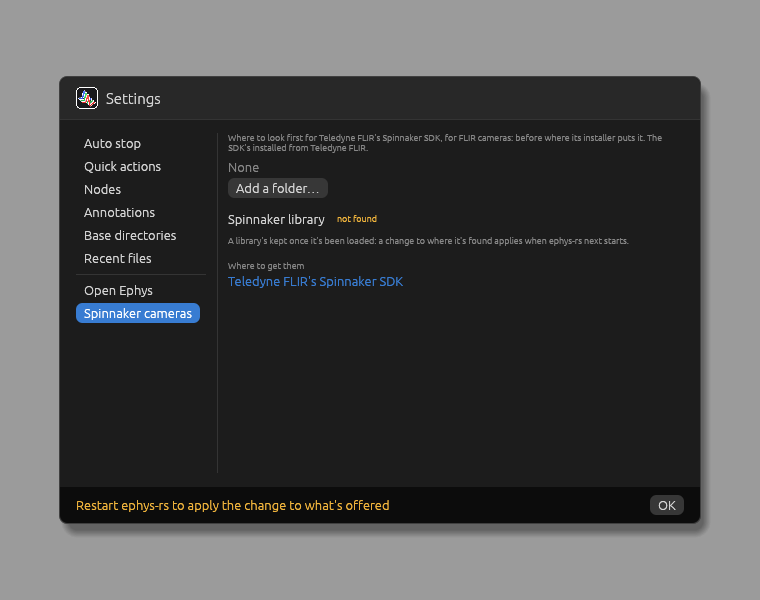 Settings
Auto stop
Quick actions
Nodes
Annotations
Base directories
Recent files
Open Ephys
Spinnaker cameras
Where to look first for Teledyne FLIR's Spinnaker SDK, for FLIR cameras: before where its installer puts it. The
SDK's installed from Teledyne FLIR.
None
Add a folder…
Spinnaker library not found
A library's kept once it's been loaded: a change to where it's found applies when ephys-rs next starts.
Where to get them
Teledyne FLIR's Spinnaker SDK
Restart ephys-rs to apply the change to what's offered
OK